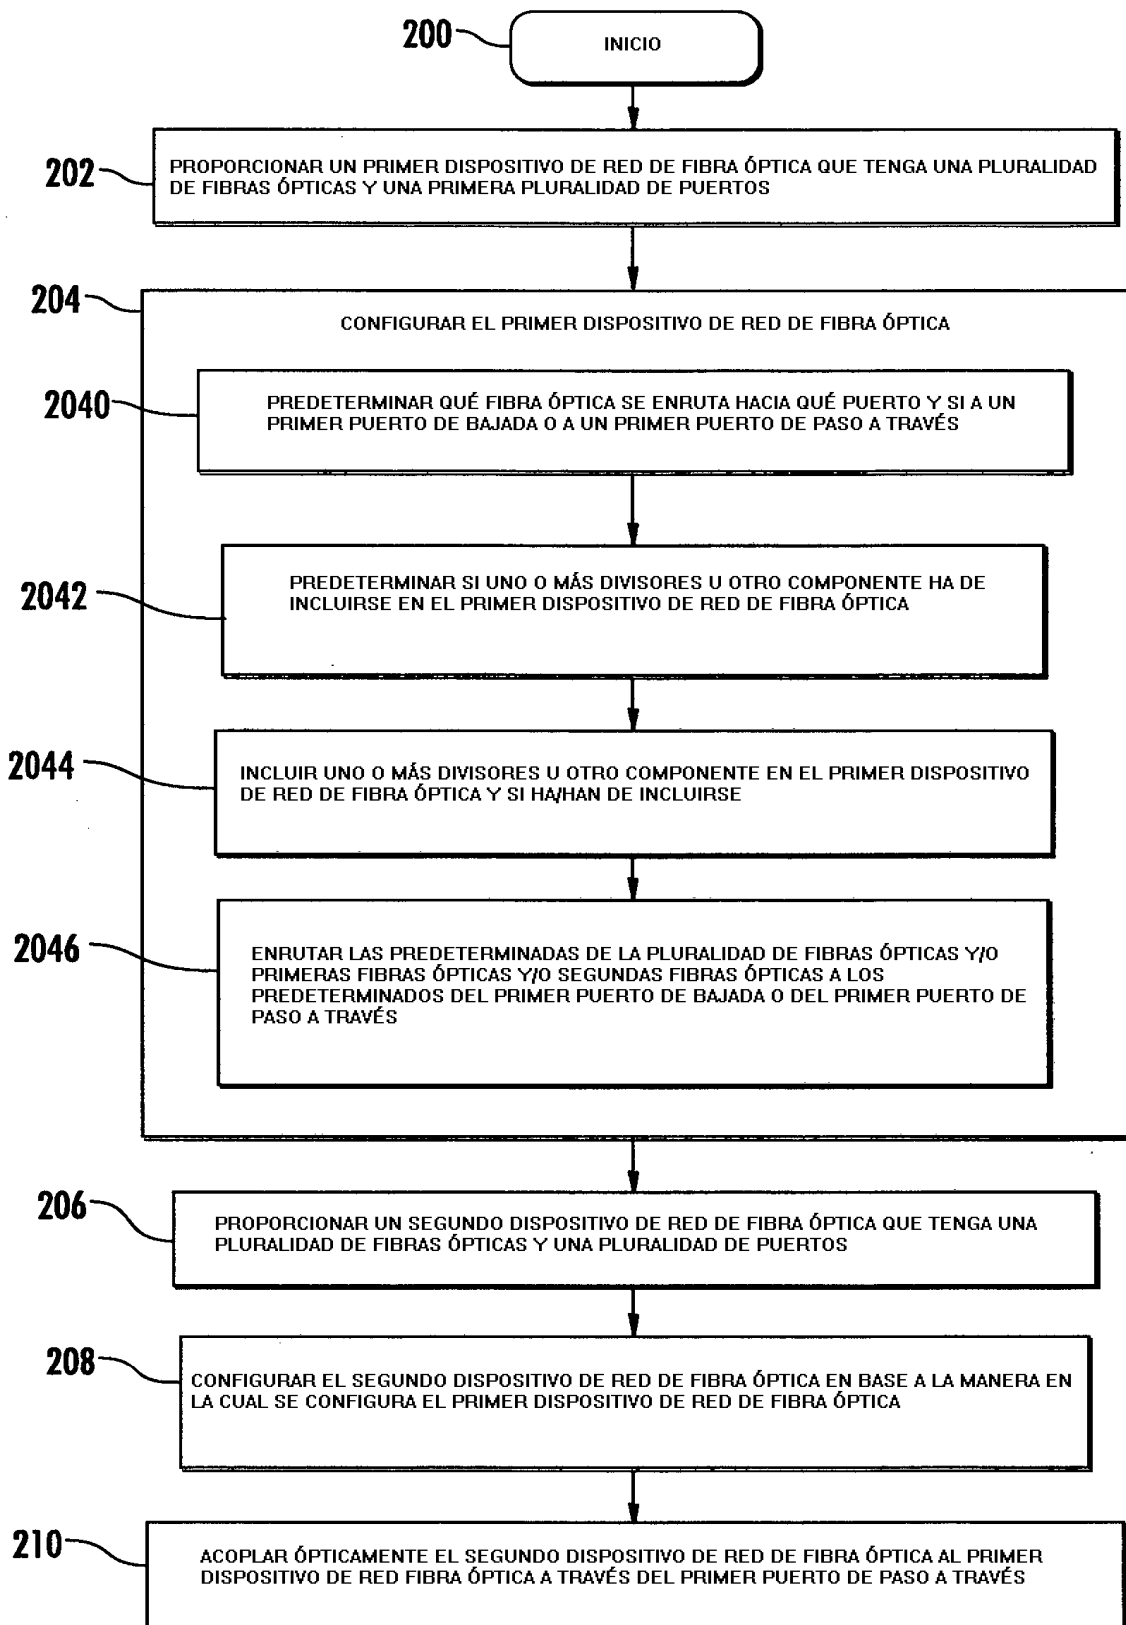 200
INICIO
202
PROPORCIONAR UN PRIMER DISPOSITIVO DE RED DE FIBRA ÓPTICA QUE TENGA UNA PLURALIDAD
DE FIBRAS ÓPTICAS Y UNA PRIMERA PLURALIDAD DE PUERTOS
204
CONFIGURAR EL PRIMER DISPOSITIVO DE RED DE FIBRA ÓPTICA
2040
PREDETERMINAR QUÉ FIBRA ÓPTICA SE ENRUTA HACIA QUÉ PUERTO Y SI A UN
PRIMER PUERTO DE BAJADA O A UN PRIMER PUERTO DE PASO A TRAVÉS
2042
PREDETERMINAR SI UNO O MÁS DIVISORES U OTRO COMPONENTE HA DE
INCLUIRSE EN EL PRIMER DISPOSITIVO DE RED DE FIBRA ÓPTICA
2044
INCLUIR UNO O MÁS DIVISORES U OTRO COMPONENTE EN EL PRIMER DISPOSITIVO
DE RED DE FIBRA ÓPTICA Y SI HA/HAN DE INCLUIRSE
2046
ENRUTAR LAS PREDETERMINADAS DE LA PLURALIDAD DE FIBRAS ÓPTICAS Y/O
PRIMERAS FIBRAS ÓPTICAS Y/O SEGUNDAS FIBRAS ÓPTICAS A LOS
PREDETERMINADOS DEL PRIMER PUERTO DE BAJADA O DEL PRIMER PUERTO DE
PASO A TRAVÉS
206
PROPORCIONAR UN SEGUNDO DISPOSITIVO DE RED DE FIBRA ÓPTICA QUE TENGA UNA
PLURALIDAD DE FIBRAS ÓPTICAS Y UNA PLURALIDAD DE PUERTOS
208
CONFIGURAR EL SEGUNDO DISPOSITIVO DE RED DE FIBRA ÓPTICA EN BASE A LA MANERA EN
LA CUAL SE CONFIGURA EL PRIMER DISPOSITIVO DE RED DE FIBRA ÓPTICA
210
ACOPLAR ÓPTICAMENTE EL SEGUNDO DISPOSITIVO DE RED DE FIBRA ÓPTICA AL PRIMER
DISPOSITIVO DE RED FIBRA ÓPTICA A TRAVÉS DEL PRIMER PUERTO DE PASO A TRAVÉS